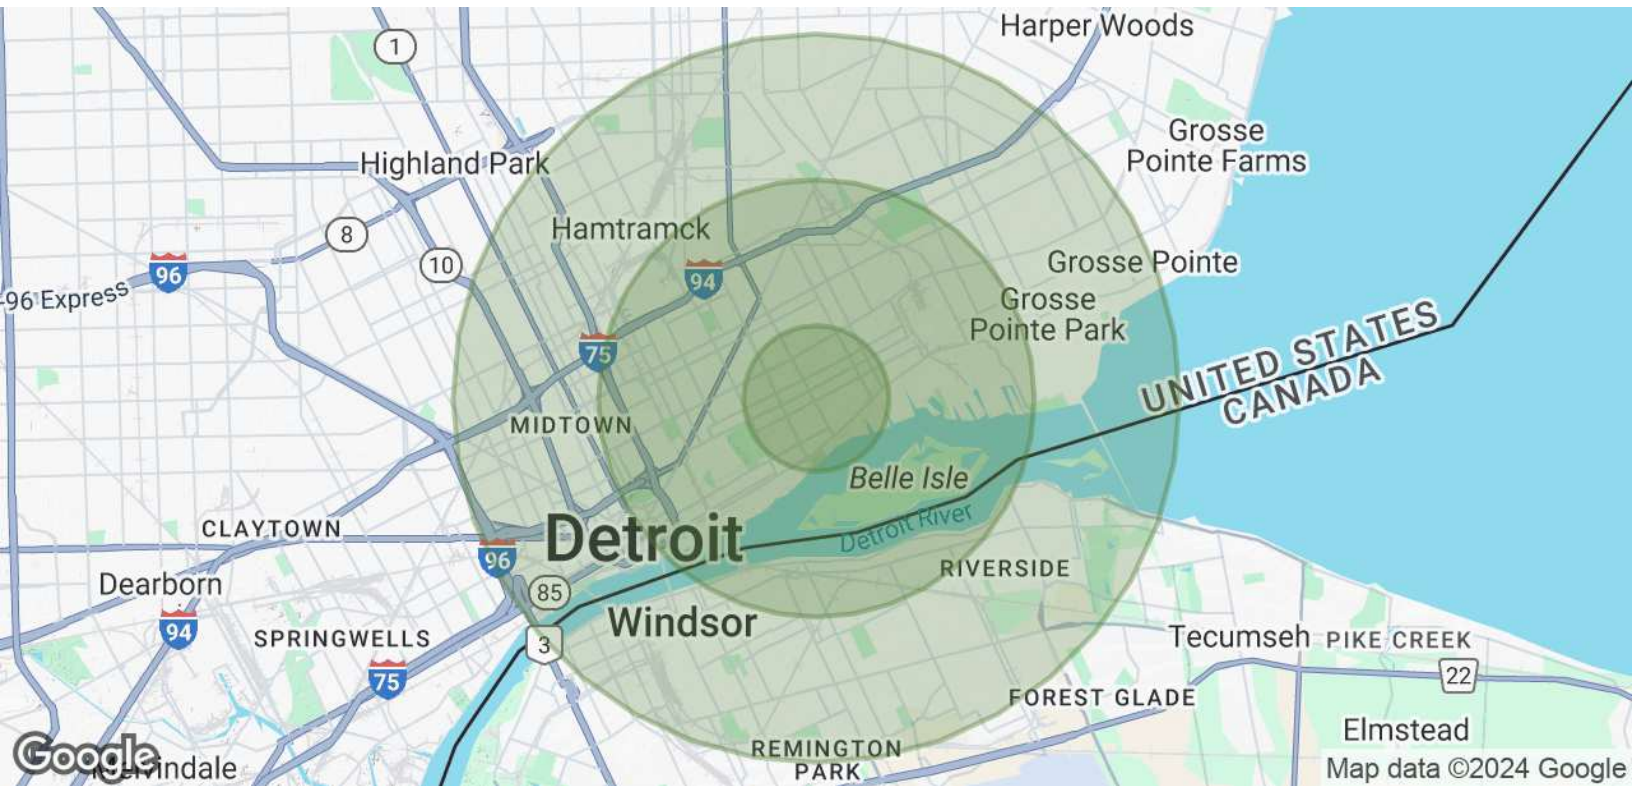 Harper Woods
1
Grosse
Pointe Farms
Highland Park
Hamtramck
8
10
96
94
-96 Express
Grosse Pointe
Grosse
Pointe Park
75
UNITED STATES
CANADA
MIDTOWN
Belle Isle
Detroit River
CLAYTOWN
Detroit
96
RIVERSIDE
Dearborn
85
94
Windsor
SPRINGWELLS
3
Tecumseh
PIKE CREEK
75
22
FOREST GLADE
Elmstead
REMINGTON
PARK
Google
Melvindale
Map data ©2024 Google